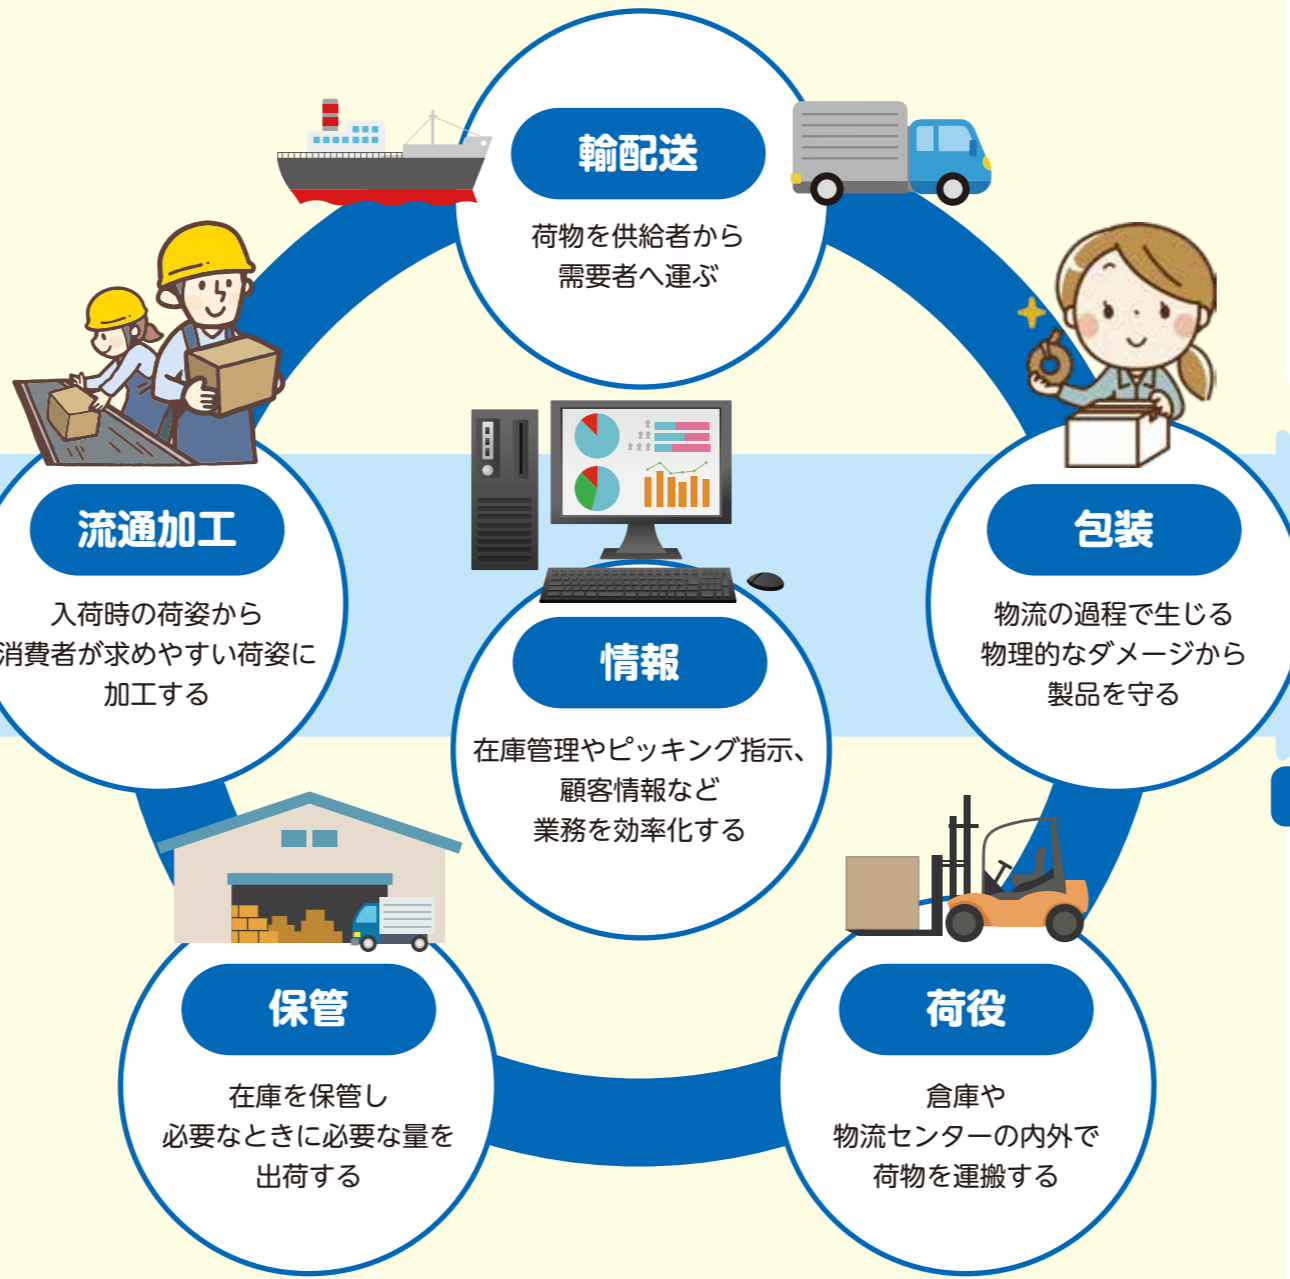 輸配送
荷物を供給者から
需要者へ運ぶ
流通加工
入荷時の荷姿から
消費者が求めやすい荷姿に
加工する
包装
物流の過程で生じる
物理的なダメージから
製品を守る
情報
在庫管理やピッキング指示、
顧客情報など
業務を効率化する
保管
在庫を保管し
必要なときに必要な量を
出荷する
荷役
倉庫や
物流センターの内外で
荷物を運搬する